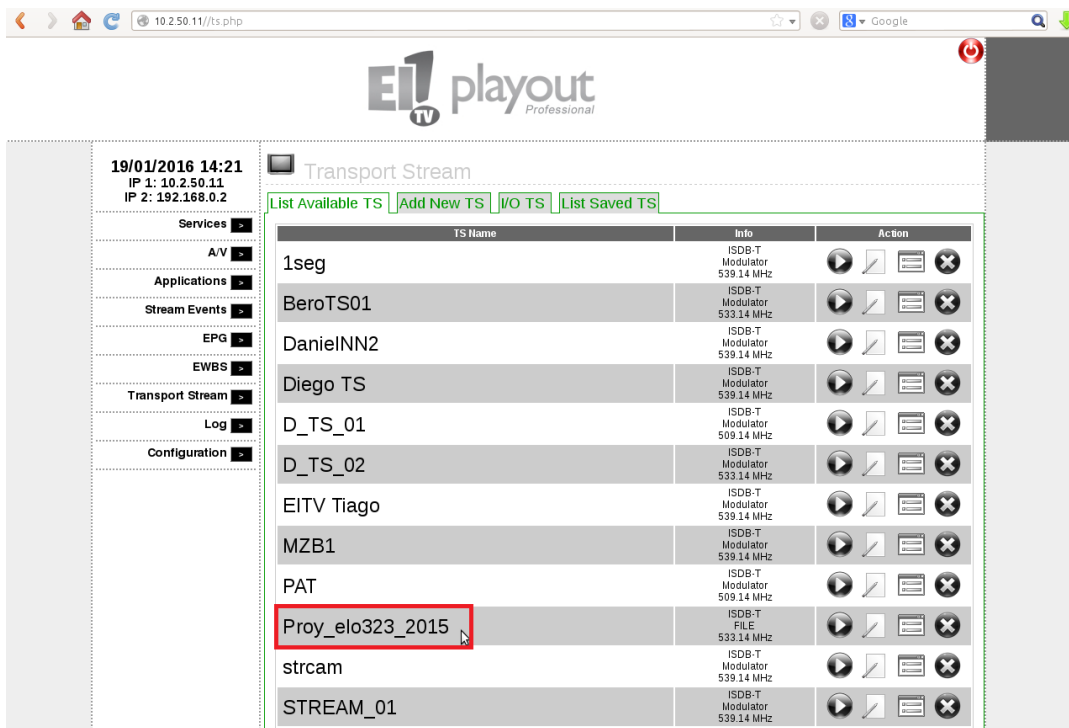 10.2.50.11//ts.php
Google
EiTV playout
Professional
19/01/2016 14:21
IP 1: 10.2.50.11
IP 2: 192.168.0.2
Services >
A/V >
Applications >
Stream Events >
EPG >
EWBS >
Transport Stream >
Log >
Configuration >
Transport Stream
List Available TS Add New TS I/O TS List Saved TS
TS Name Info Action
1seg
ISDB-T
Modulator
539.14 MHz
BeroTS01
ISDB-T
Modulator
533.14 MHz
DanielNN2
ISDB-T
Modulator
539.14 MHz
Diego TS
ISDB-T
Modulator
539.14 MHz
D_TS_01
ISDB-T
Modulator
509.14 MHz
D_TS_02
ISDB-T
Modulator
533.14 MHz
EITV Tiago
ISDB-T
Modulator
539.14 MHz
MZB1
ISDB-T
Modulator
539.14 MHz
PAT
ISDB-T
Modulator
509.14 MHz
Proy_elo323_2015
ISDB-T
FILE
533.14 MHz
strcam
ISDB-T
Modulator
539.14 MHz
STREAM_01
ISDB-T
Modulator
539.14 MHz